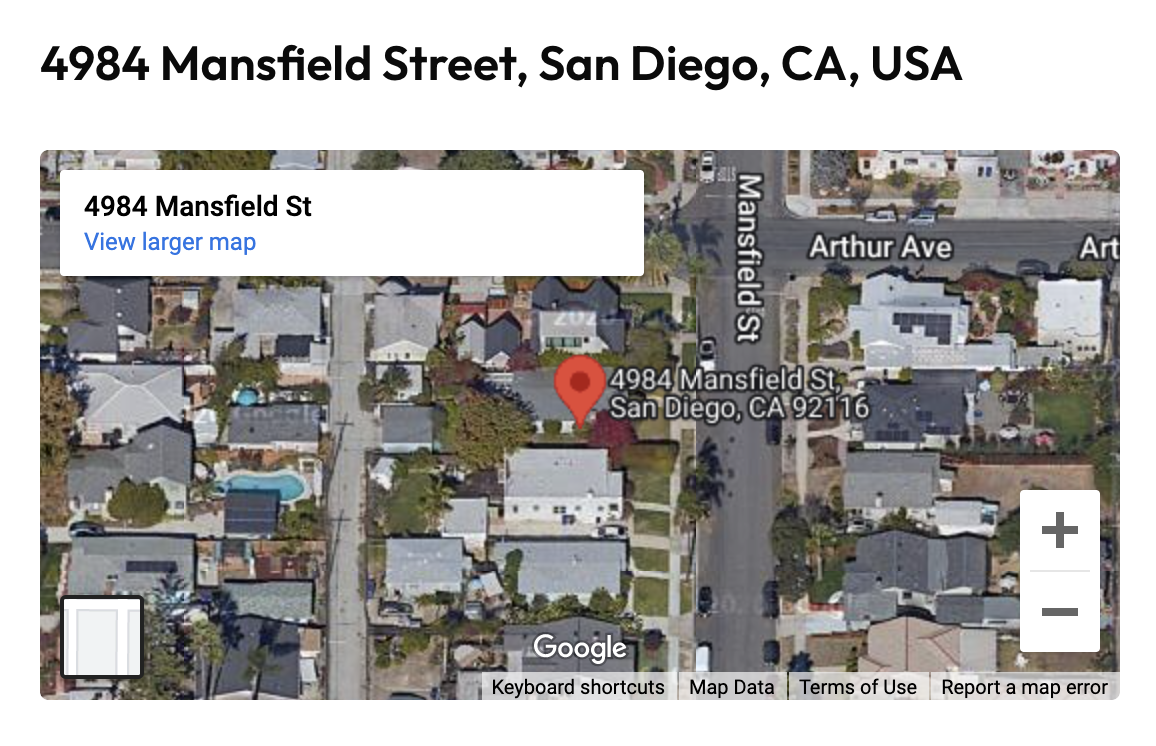 4984 Mansfield Street, San Diego, CA, USA
4984 Mansfield St
View larger map
STOP
Mansfield St
Arthur Ave
Art
4984 Mansfield St,
San Diego, CA 92116
Google
Keyboard shortcuts
Map Data
Terms of Use
Report a map error